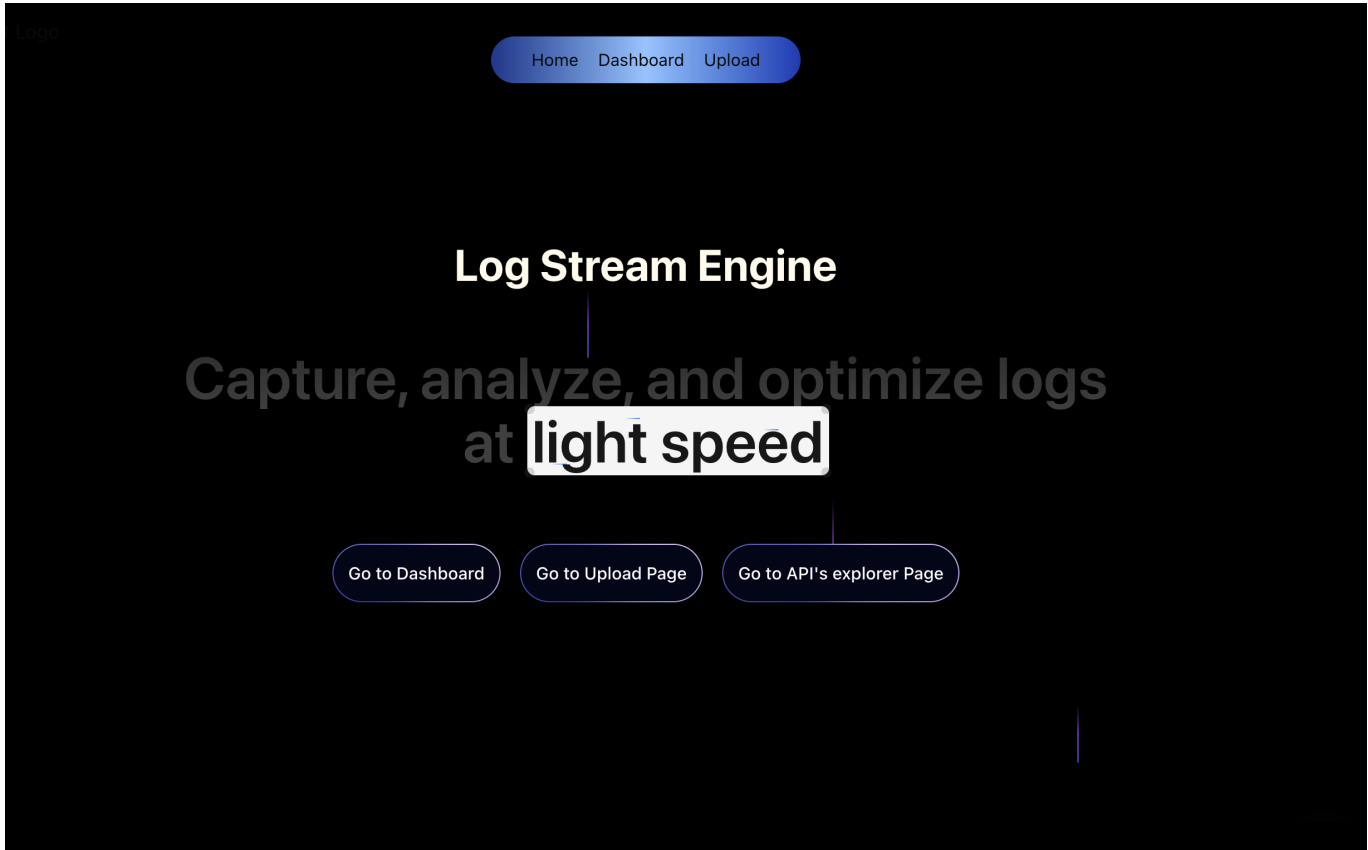 Logo
Home Dashboard Upload
Log Stream Engine
Capture, analyze, and optimize logs
at light speed
Go to Dashboard Go to Upload Page Go to API's explorer Page